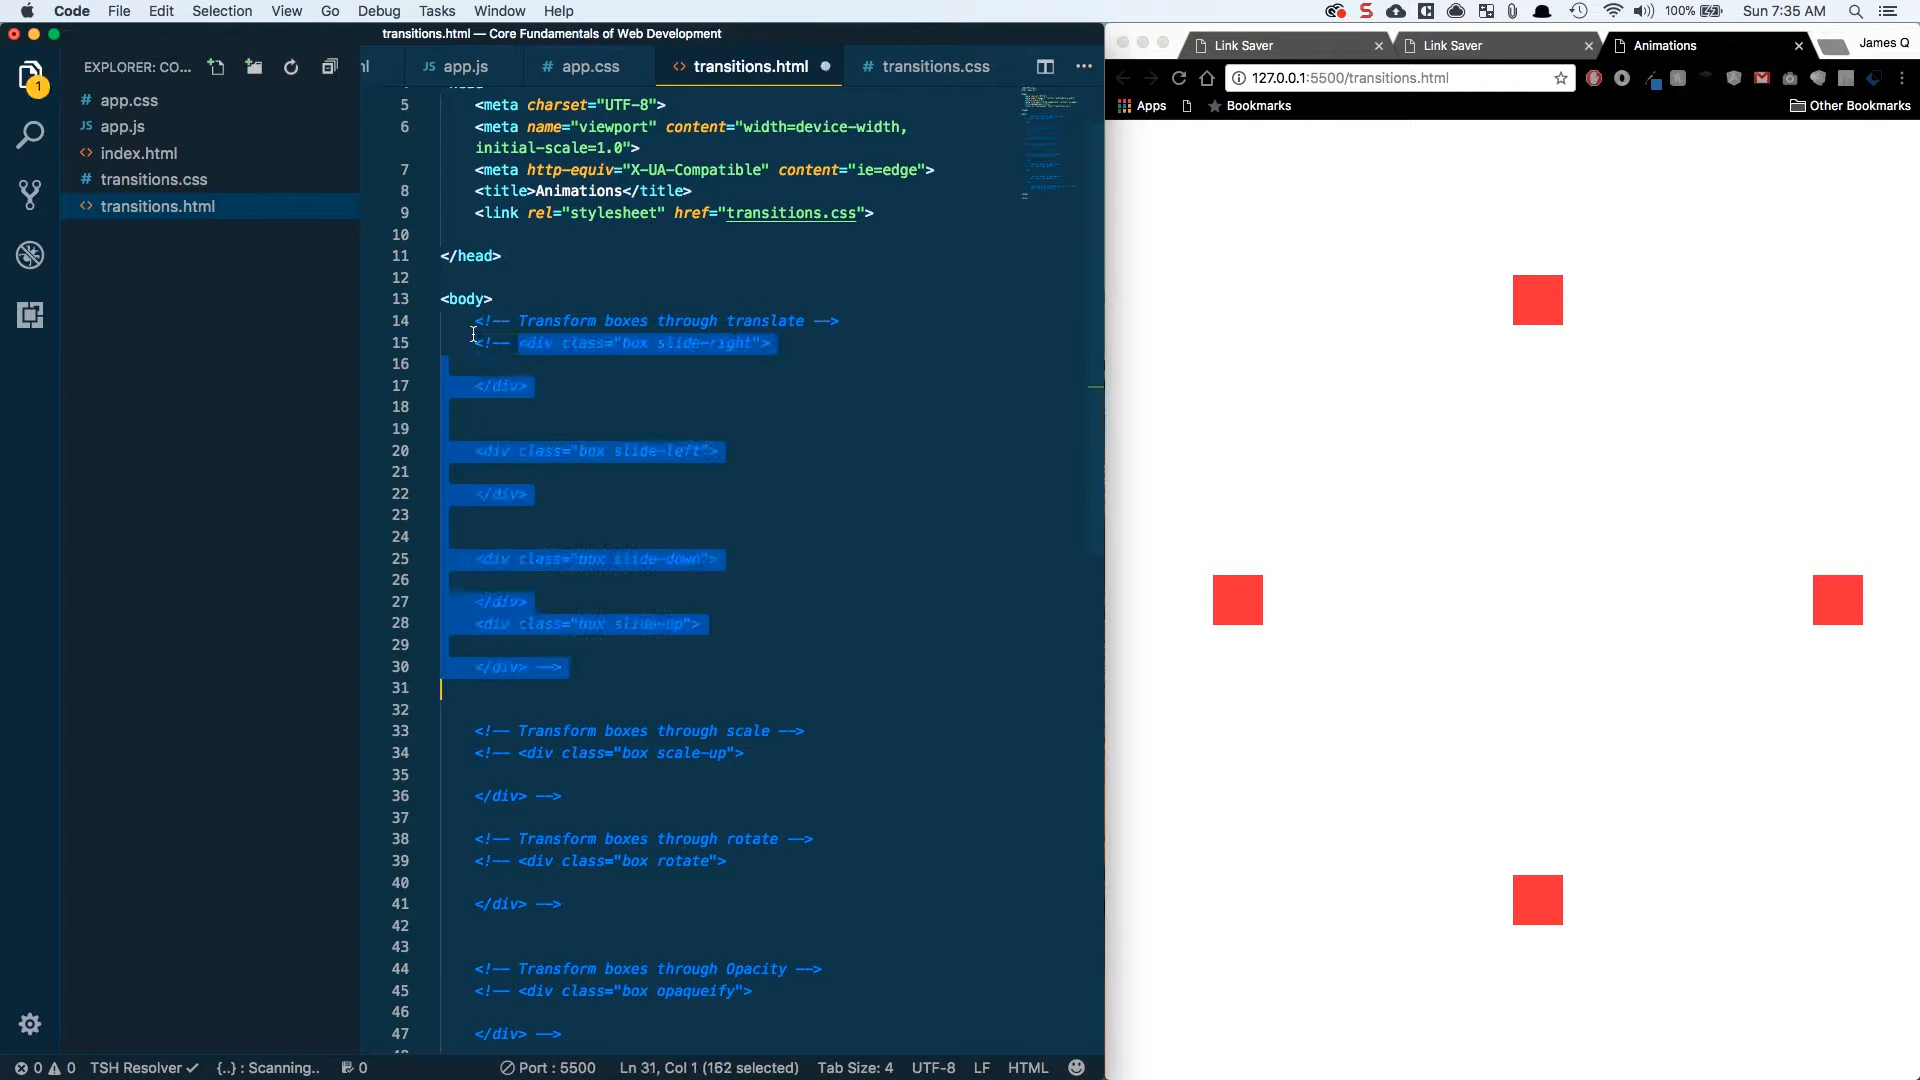 Code File Edit Selection View Go Debug Tasks Window Help
100% Sun 7:35 AM
transitions.html — Core Fundamentals of Web Development
EXPLORER: CO...
1
# app.css
JS app.js
<> index.html
# transitions.css
<> transitions.html
ml JS app.js # app.css <> transitions.html # transitions.css
5 <meta charset="UTF-8">
6 <meta name="viewport" content="width=device-width,
initial-scale=1.0">
7 <meta http-equiv="X-UA-Compatible" content="ie=edge">
8 <title>Animations</title>
9 <link rel="stylesheet" href="transitions.css">
10
11 </head>
12
13 <body>
14 <!-- Transform boxes through translate -->
15 <!-- <div class="box slide-right">
16
17 </div>
18
19
20 <div class="box slide-left">
21
22 </div>
23
24
25 <div class="box slide-down">
26
27 </div>
28 <div class="box slide-up">
29
30 </div> -->
31
32
33 <!-- Transform boxes through scale -->
34 <!-- <div class="box scale-up">
35
36 </div> -->
37
38 <!-- Transform boxes through rotate -->
39 <!-- <div class="box rotate">
40
41 </div> -->
42
43
44 <!-- Transform boxes through Opacity -->
45 <!-- <div class="box opaqueify">
46
47 </div> -->
0 0 TSH Resolver ✓ {..} : Scanning.. 0 Port : 5500 Ln 31, Col 1 (162 selected) Tab Size: 4 UTF-8 LF HTML
Link Saver Link Saver Animations James Q
127.0.0.1:5500/transitions.html
Apps Bookmarks Other Bookmarks